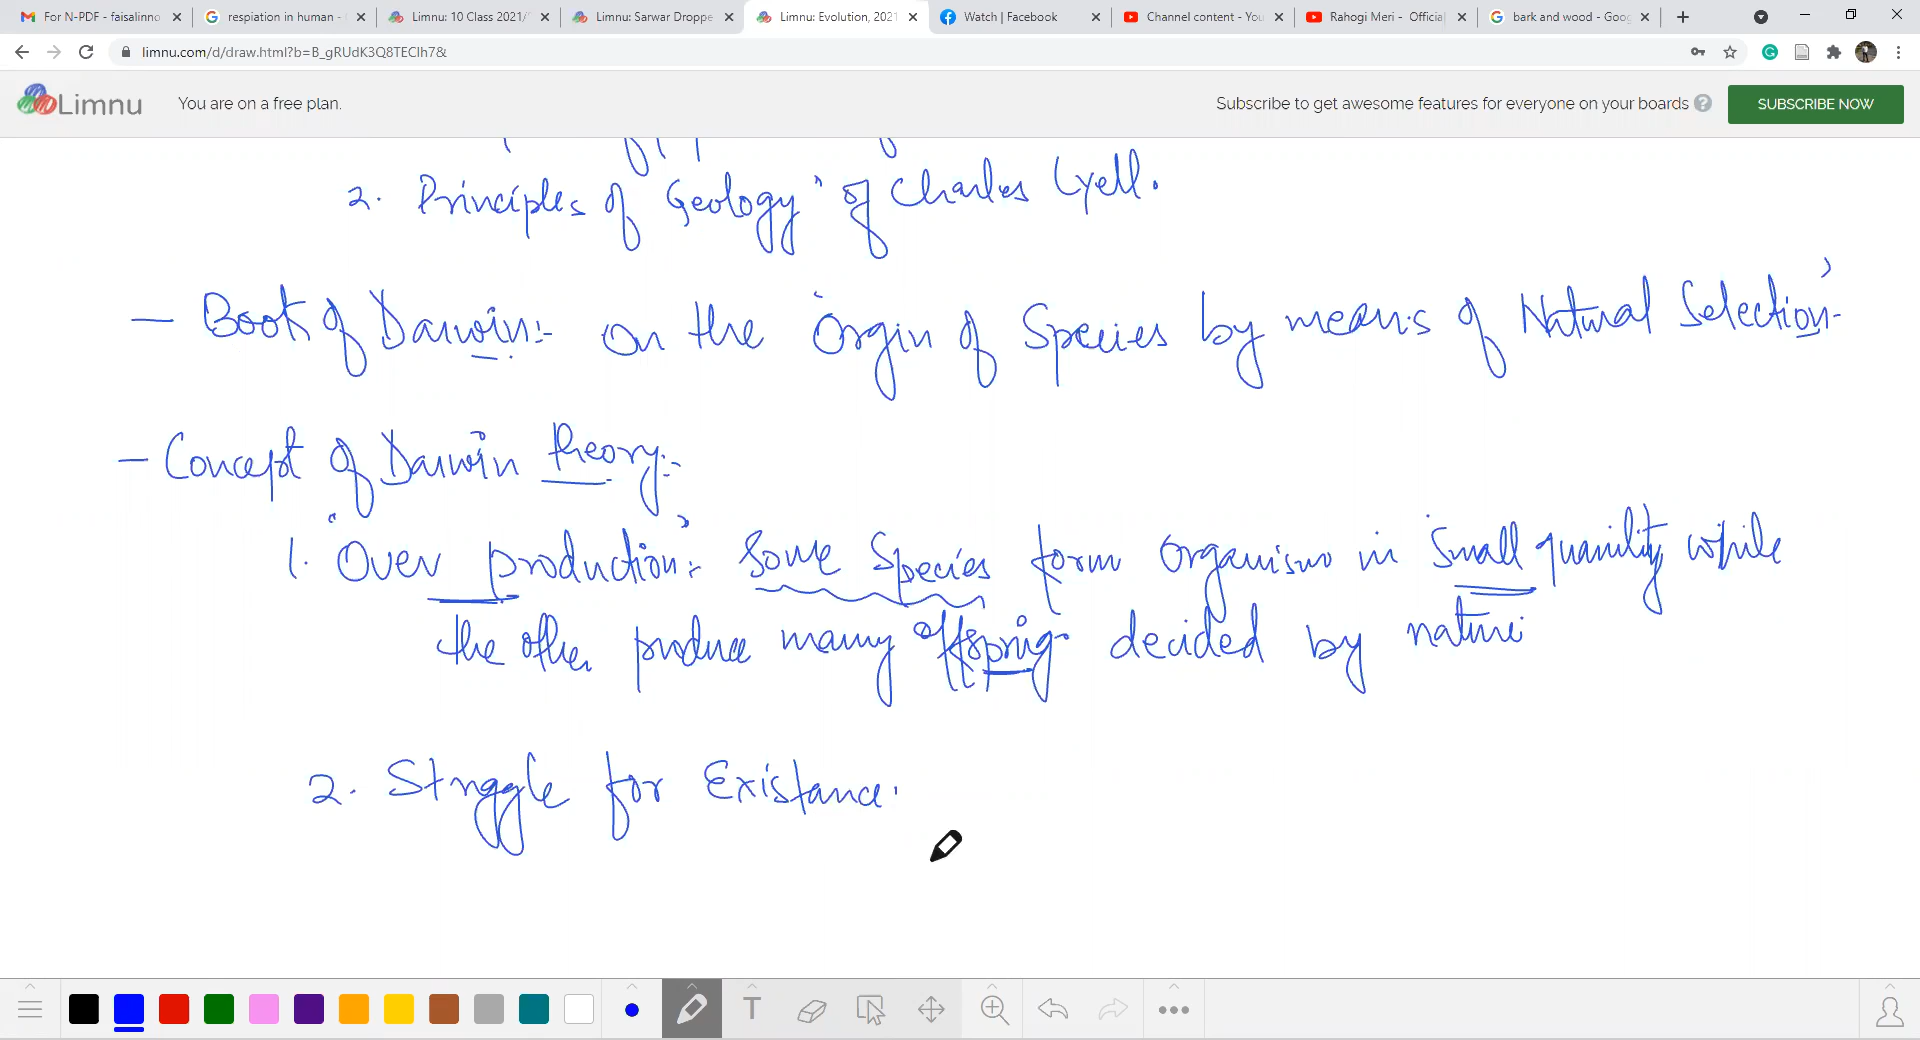 For N-PDF - faisalinno
respiation in human -
Limnu: 10 Class 2021/
Limnu: Sarwar Droppe
Limnu: Evolution, 2021
Watch | Facebook
Channel content - You
Rahogi Meri - Official
bark and wood - Goog
limnu.com/d/draw.html?b=B_gRUdK3Q8TEClh7&
Limnu You are on a free plan. Subscribe to get awesome features for everyone on your boards ? SUBSCRIBE NOW
2. Principles of Geology" of Charles Lyell.
- Book of Darwin:- on the "Orgin of Species by means of Natural Selection"-
- Concept of Darwin theory:-
1. "Over production": Some Species form organism in small quanility while
the other produce many offspring. decided by nature
2. Struggle for Existance.
T